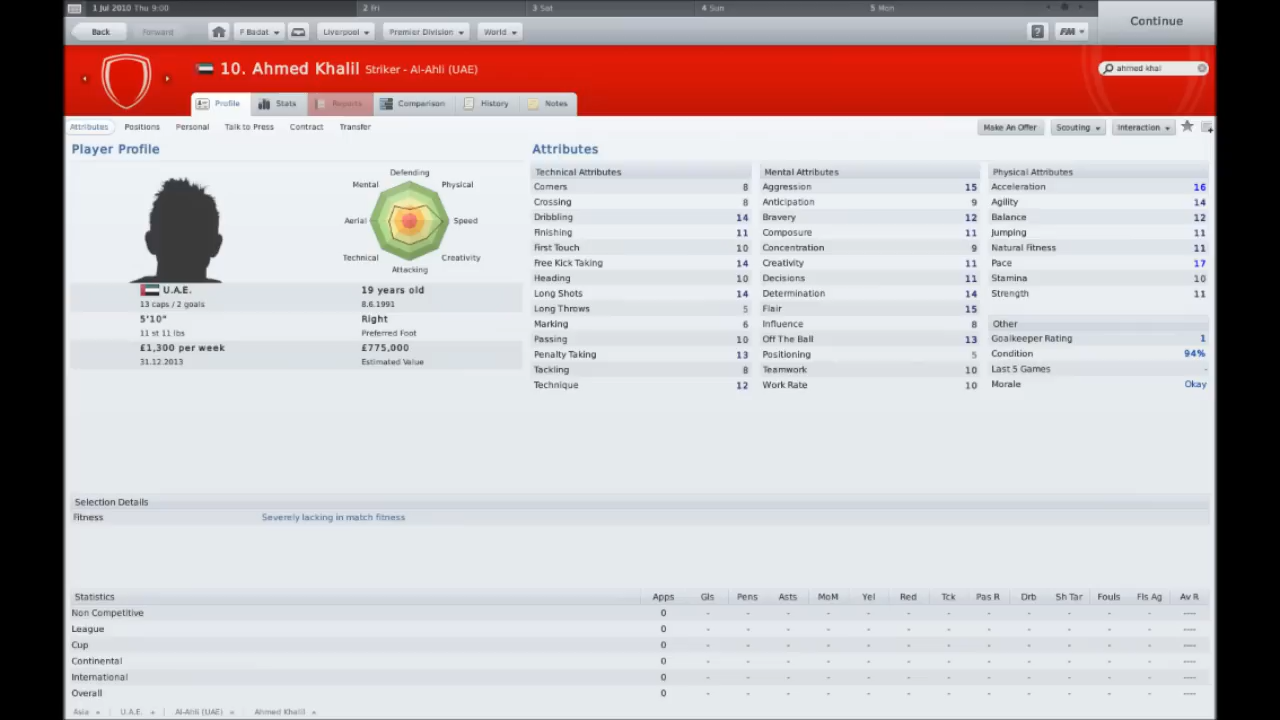 1 Jul 2010 Thu 9:00 2 Fri 3 Sat 4 Sun 5 Mon
Back Forward F Badat Liverpool Premier Division World ? FM Continue
10. Ahmed Khalil Striker - Al-Ahli (UAE) ahmed khal
Profile Stats Reports Comparison History Notes
Attributes Positions Personal Talk to Press Contract Transfer Make An Offer Scouting Interaction
Player Profile
Defending
Mental Physical
Aerial Speed
Technical Creativity
Attacking
U.A.E. 19 years old
13 caps / 2 goals 8.6.1991
5'10" Right
11 st 11 lbs Preferred Foot
£1,300 per week £775,000
31.12.2013 Estimated Value
Attributes
Technical Attributes
Corners 8
Crossing 8
Dribbling 14
Finishing 11
First Touch 10
Free Kick Taking 14
Heading 10
Long Shots 14
Long Throws 5
Marking 6
Passing 10
Penalty Taking 13
Tackling 8
Technique 12
Mental Attributes
Aggression 15
Anticipation 9
Bravery 12
Composure 11
Concentration 9
Creativity 11
Decisions 11
Determination 14
Flair 15
Influence 8
Off The Ball 13
Positioning 5
Teamwork 10
Work Rate 10
Physical Attributes
Acceleration 16
Agility 14
Balance 12
Jumping 11
Natural Fitness 11
Pace 17
Stamina 10
Strength 11
Other
Goalkeeper Rating 1
Condition 94%
Last 5 Games -
Morale Okay
Selection Details
Fitness Severely lacking in match fitness
Statistics Apps Gls Pens Asts MoM Yel Red Tck Pas R Drb Sh Tar Fouls Fls Ag Av R
Non Competitive 0 - - - - - - - - - - - - ----
League 0 - - - - - - - - - - - - ----
Cup 0 - - - - - - - - - - - - ----
Continental 0 - - - - - - - - - - - - ----
International 0 - - - - - - - - - - - - ----
Overall 0 - - - - - - - - - - - - ----
Asia U.A.E. Al-Ahli (UAE) Ahmed Khalil